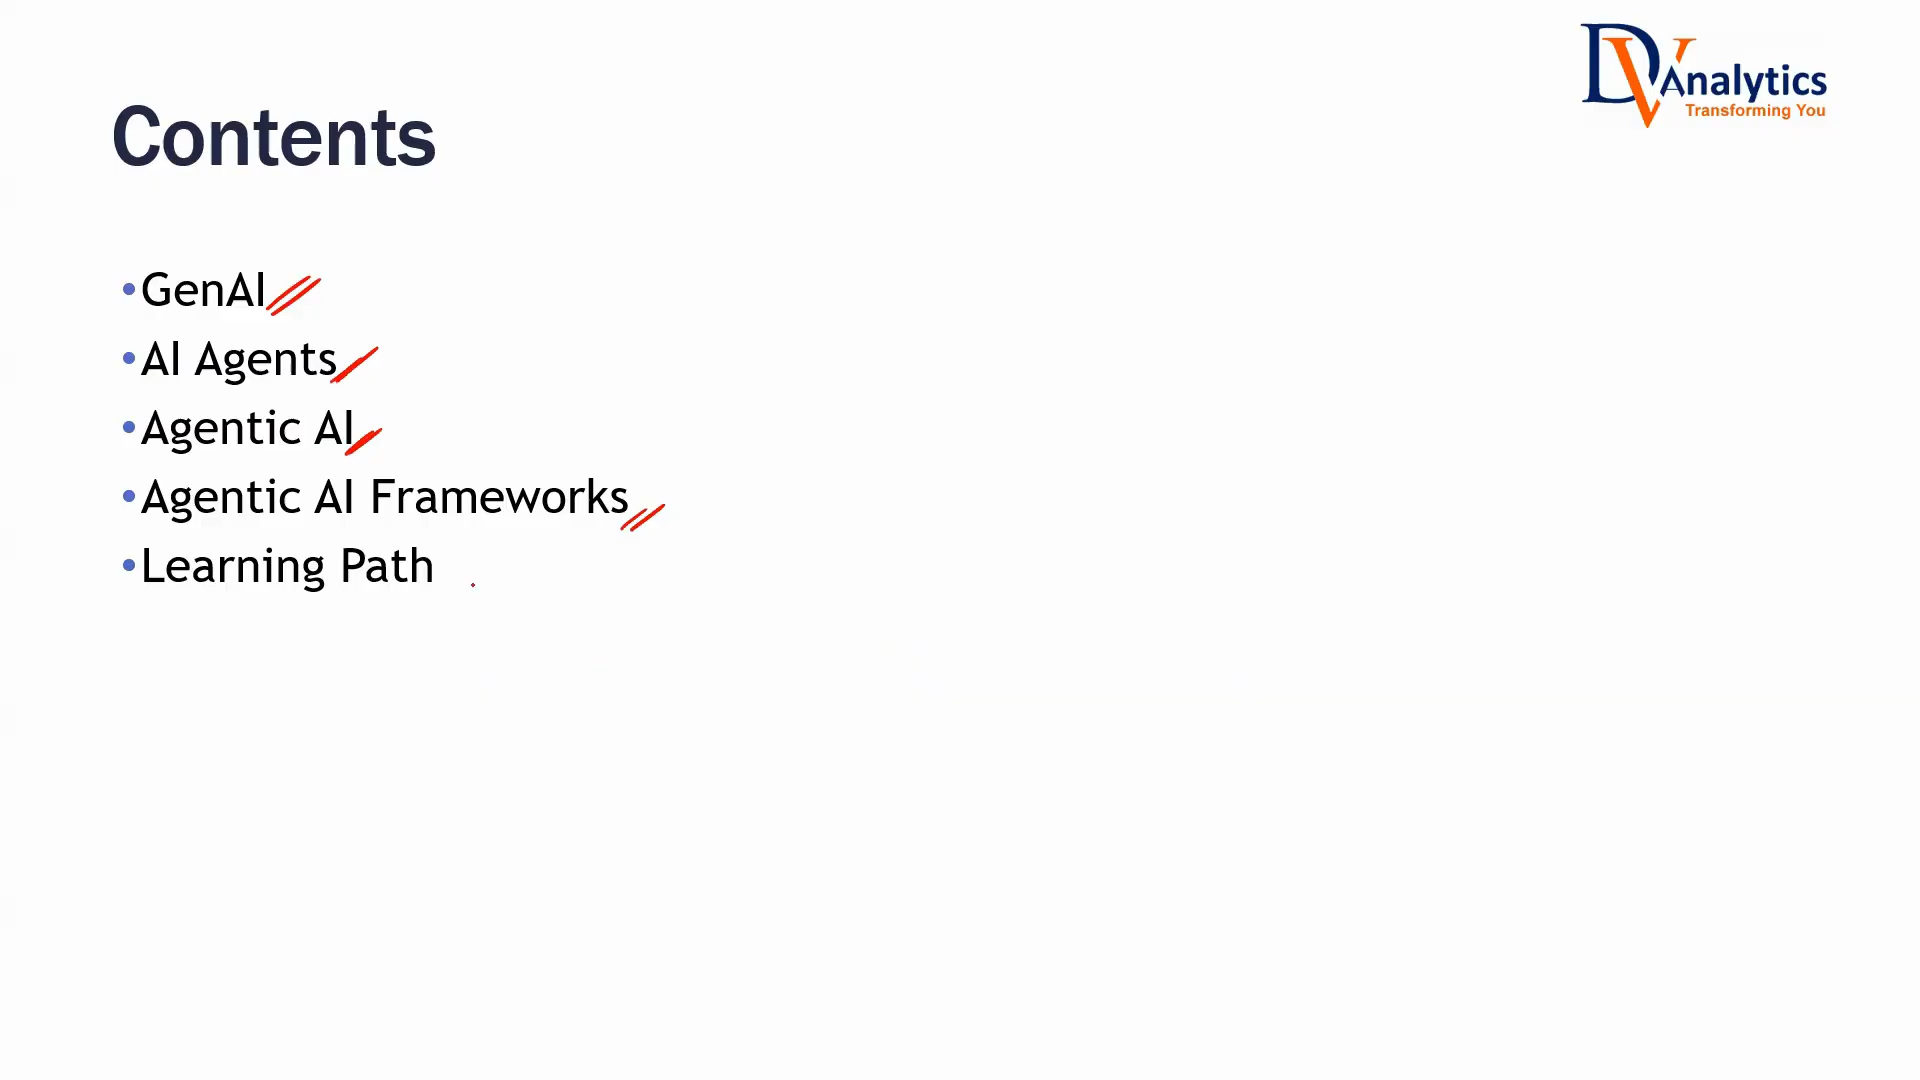 DV Analytics
Transforming You
Contents
•GenAI
•AI Agents
•Agentic AI
•Agentic AI Frameworks
•Learning Path